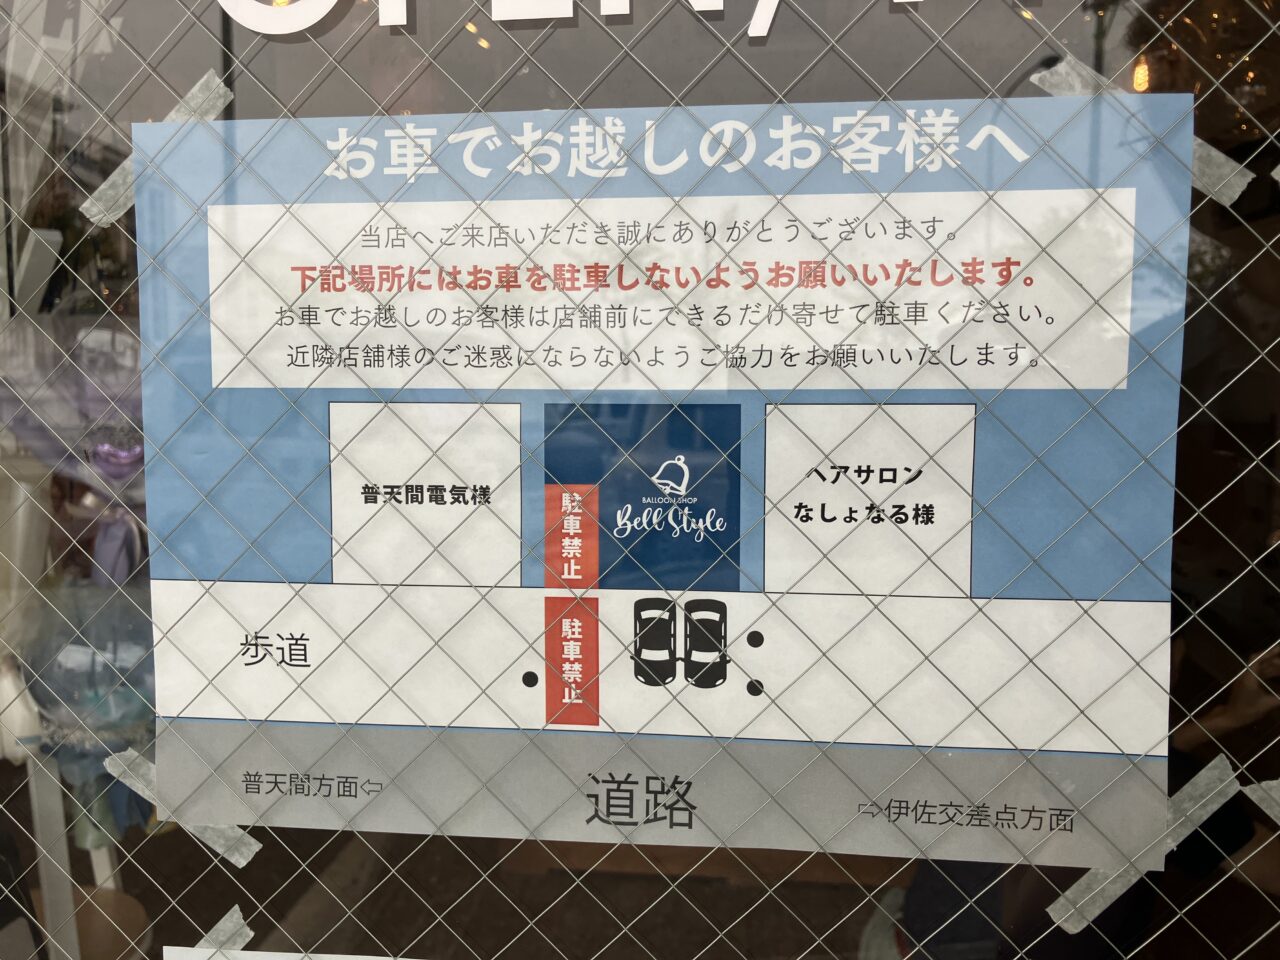 OPEN
お車でお越しのお客様へ
当店へご来店いただき誠にありがとうございます。
下記場所にはお車を駐車しないようお願いいたします。
お車でお越しのお客様は店舗前にできるだけ寄せて駐車ください。
近隣店舗様のご迷惑にならないようご協力をお願いいたします。
普天間電気様
駐車禁止
BALLOON SHOP
Bell Style
ヘアサロン
なしょなる様
歩道
駐車禁止
普天間方面⇦
道路
⇨伊佐交差点方面